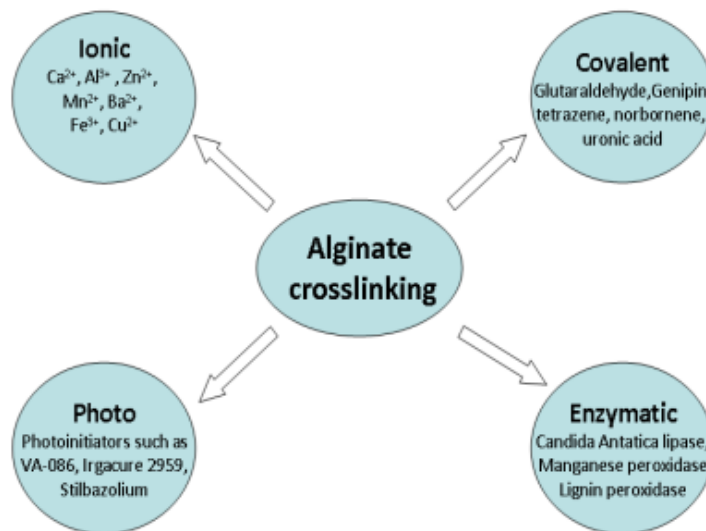 Ionic
Ca²⁺, Al³⁺ , Zn²⁺,
Mn²⁺, Ba²⁺,
Fe³⁺, Cu²⁺
Covalent
Glutaraldehyde,Genipin
tetrazene, norbornene,
uronic acid
Alginate
crosslinking
Photo
Photoinitiators such as
VA-086, Irgacure 2959,
Stilbazolium
Enzymatic
Candida Antatica lipase,
Manganese peroxidase
Lignin peroxidase